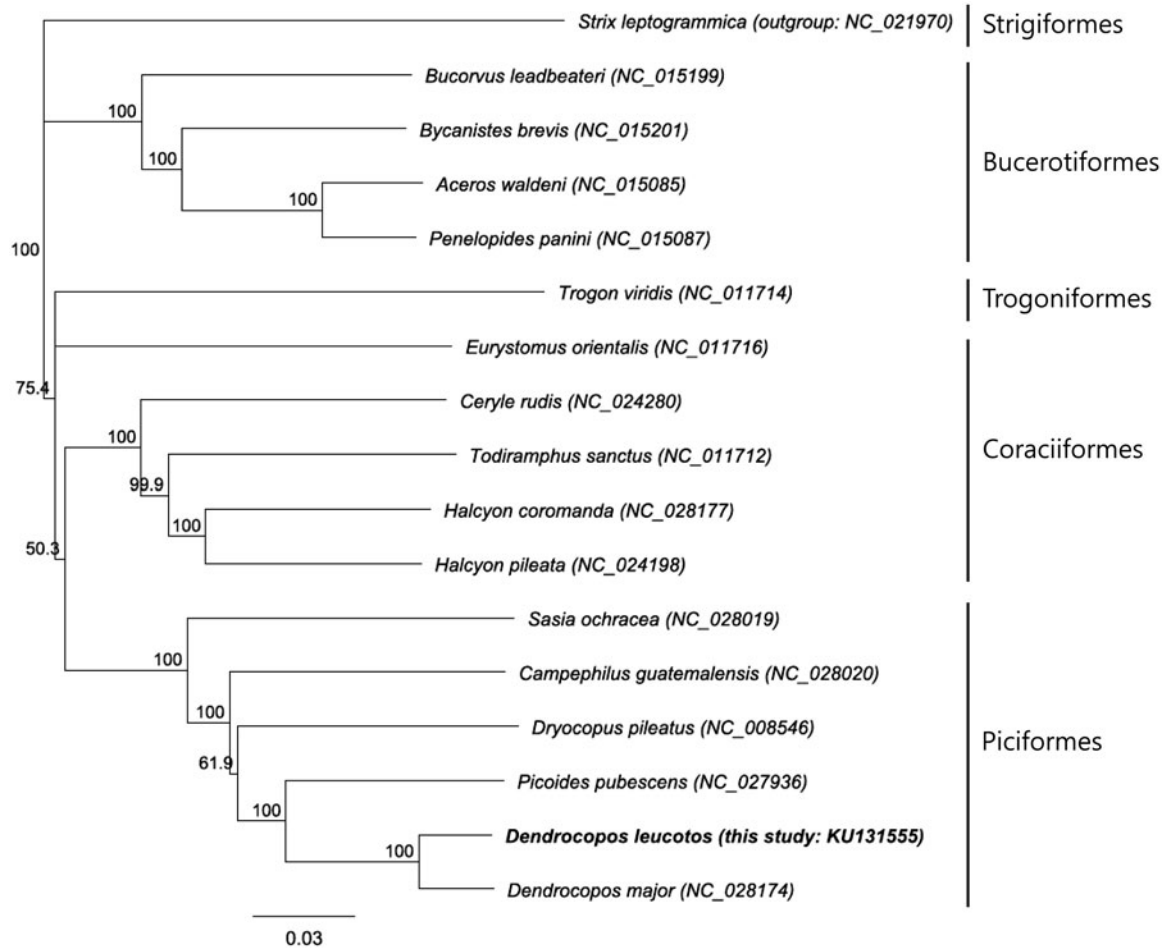 Strix leptogrammica (outgroup: NC_021970)
Strigiformes
Bucorvus leadbeateri (NC_015199)
100
Bycanistes brevis (NC_015201)
100
Bucerotiformes
Aceros waldeni (NC_015085)
100
Penelopides panini (NC_015087)
100
Trogon viridis (NC_011714)
Trogoniformes
Eurystomus orientalis (NC_011716)
75.4
Ceryle rudis (NC_024280)
100
Coraciiformes
Todiramphus sanctus (NC_011712)
99.9
Halcyon coromanda (NC_028177)
100
50.3
Halcyon pileata (NC_024198)
Sasia ochracea (NC_028019)
100
Campephilus guatemalensis (NC_028020)
100
Dryocopus pileatus (NC_008546)
Piciformes
61.9
Picoides pubescens (NC_027936)
100
Dendrocopos leucotos (this study: KU131555)
100
Dendrocopos major (NC_028174)
0.03